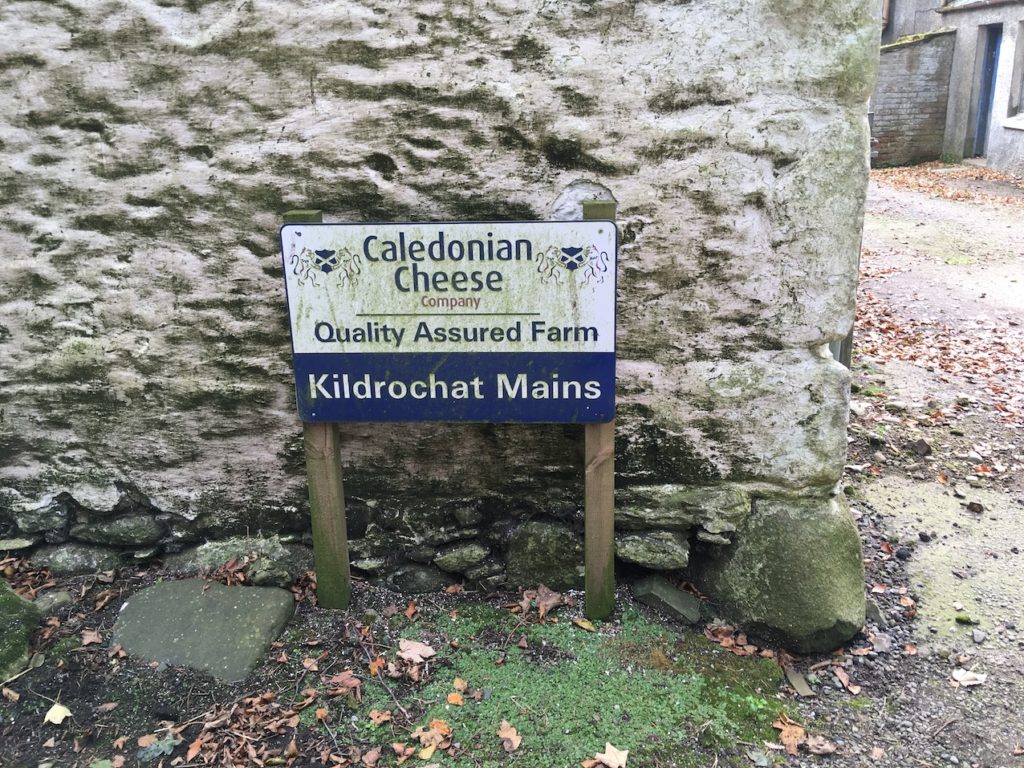 Caledonian
Cheese
Company
Quality Assured Farm
Kildrochat Mains